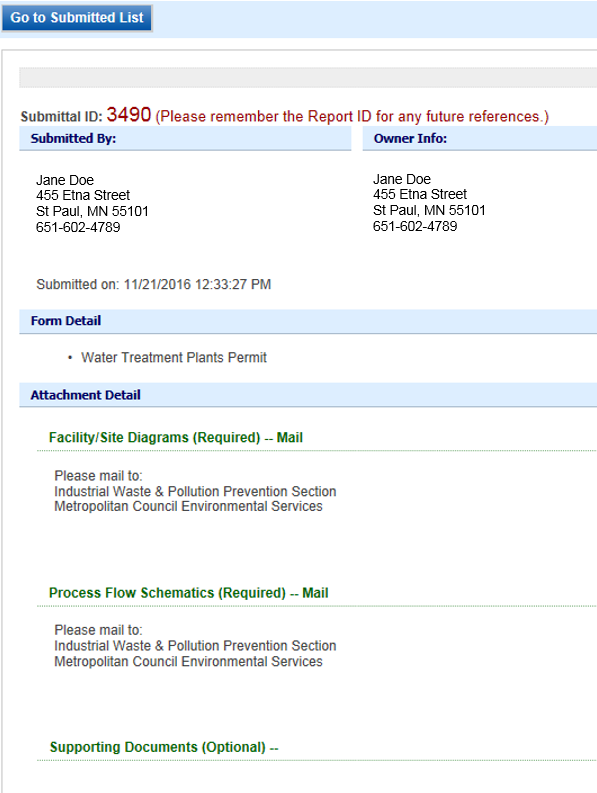 Go to Submitted List
Submittal ID: 3490 (Please remember the Report ID for any future references.)
Submitted By:
Owner Info:
Jane Doe
455 Etna Street
St Paul, MN 55101
651-602-4789
Jane Doe
455 Etna Street
St Paul, MN 55101
651-602-4789
Submitted on: 11/21/2016 12:33:27 PM
Form Detail
• Water Treatment Plants Permit
Attachment Detail
Facility/Site Diagrams (Required) -- Mail
Please mail to:
Industrial Waste & Pollution Prevention Section
Metropolitan Council Environmental Services
Process Flow Schematics (Required) -- Mail
Please mail to:
Industrial Waste & Pollution Prevention Section
Metropolitan Council Environmental Services
Supporting Documents (Optional) --